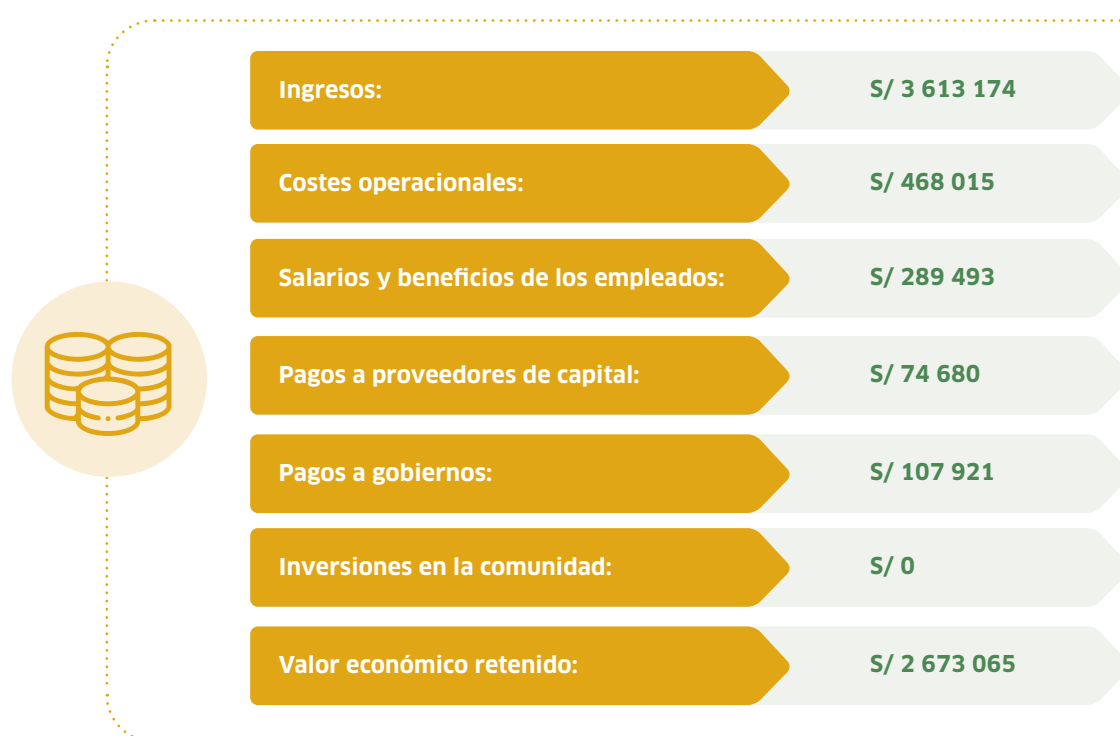 Ingresos: S/ 3 613 174
Costes operacionales: S/ 468 015
Salarios y beneficios de los empleados: S/ 289 493
Pagos a proveedores de capital: S/ 74 680
Pagos a gobiernos: S/ 107 921
Inversiones en la comunidad: S/ 0
Valor económico retenido: S/ 2 673 065